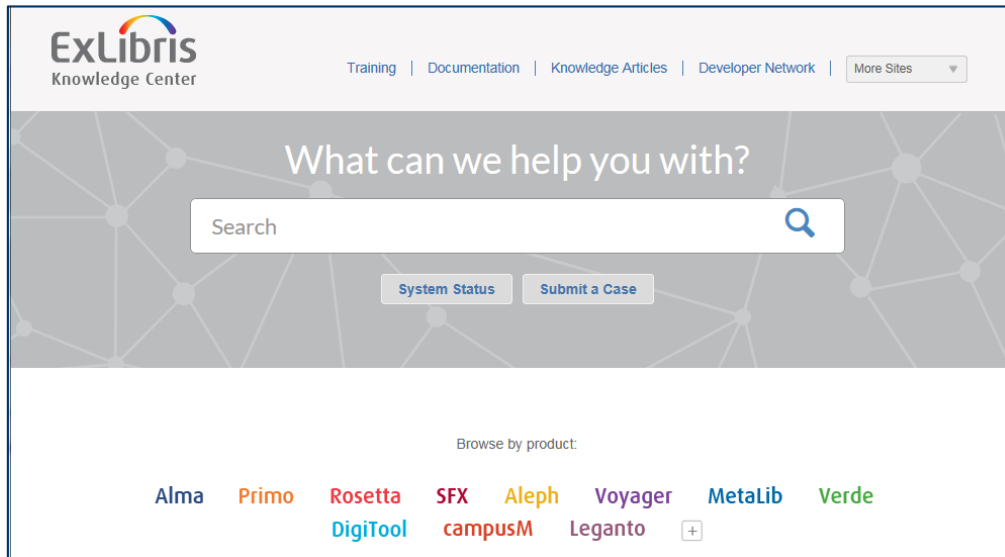 ExLibris
Knowledge Center
Training | Documentation | Knowledge Articles | Developer Network | More Sites
What can we help you with?
Search
System Status Submit a Case
Browse by product:
Alma Primo Rosetta SFX Aleph Voyager MetaLib Verde
DigiTool campusM Leganto +